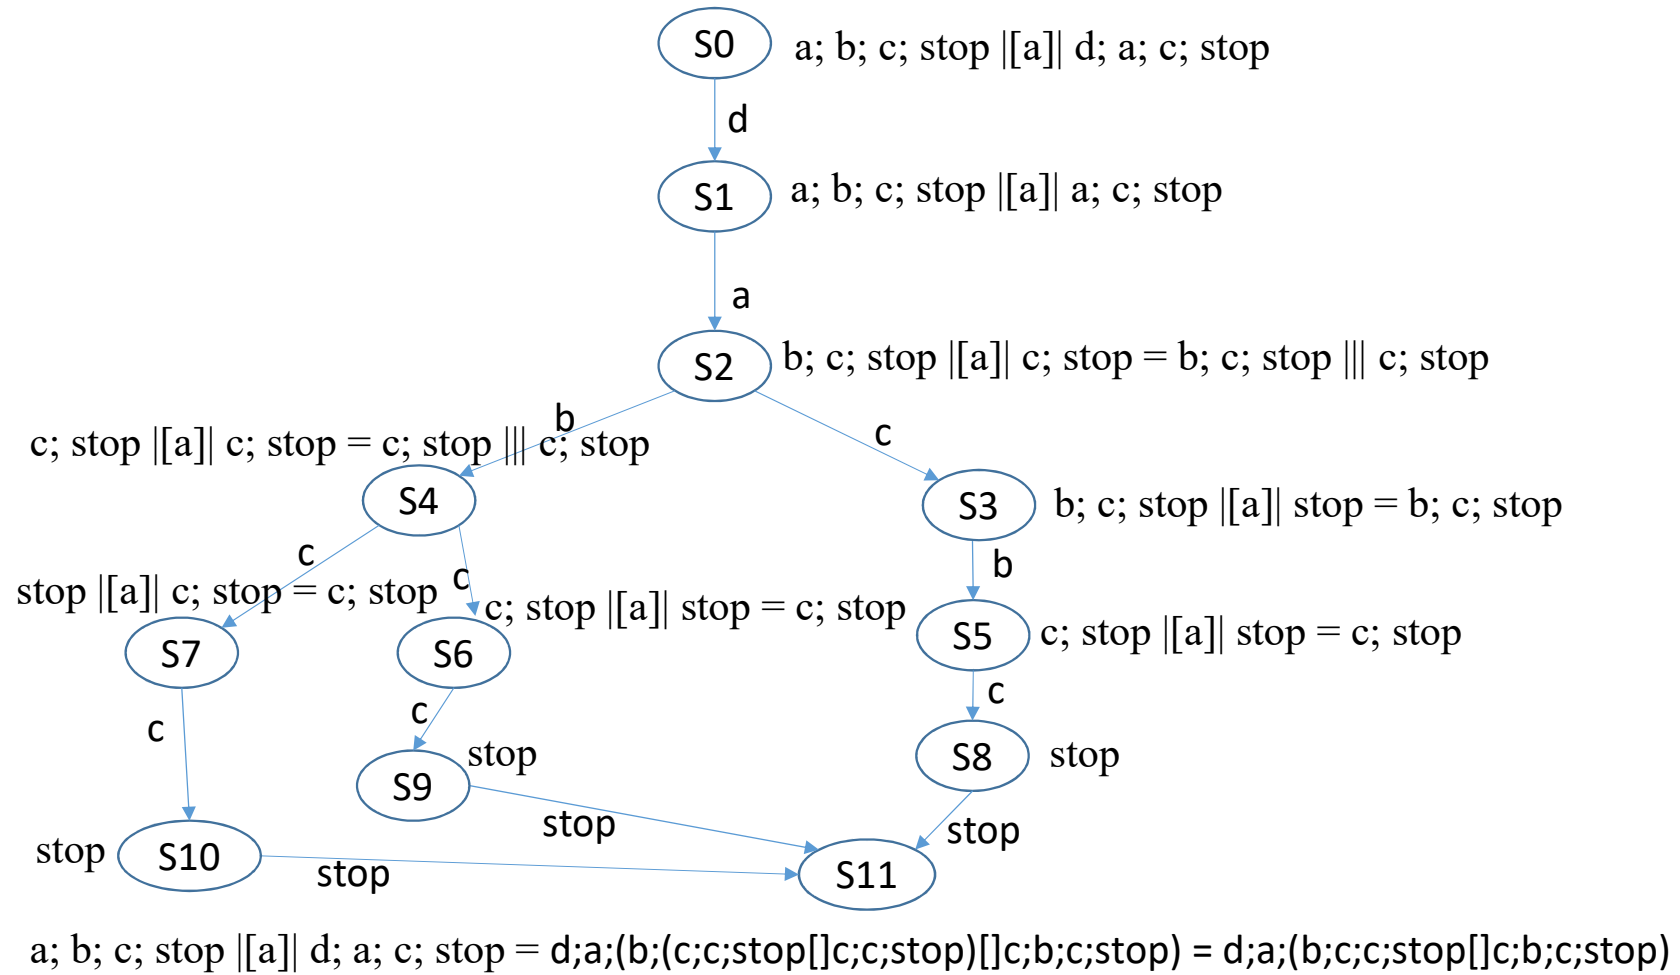 S0 a; b; c; stop |[a]| d; a; c; stop
d
S1 a; b; c; stop |[a]| a; c; stop
a
S2 b; c; stop |[a]| c; stop = b; c; stop ||| c; stop
b
c
c; stop |[a]| c; stop = c; stop ||| c; stop
S4
S3 b; c; stop |[a]| stop = b; c; stop
c
c
b
stop |[a]| c; stop = c; stop
c; stop |[a]| stop = c; stop
S7
S6
S5 c; stop |[a]| stop = c; stop
c
c
c
S9 stop
S8 stop
stop
stop
stop S10
stop
S11
a; b; c; stop |[a]| d; a; c; stop = d;a;(b;(c;c;stop[]c;c;stop)[]c;b;c;stop) = d;a;(b;c;c;stop[]c;b;c;stop)